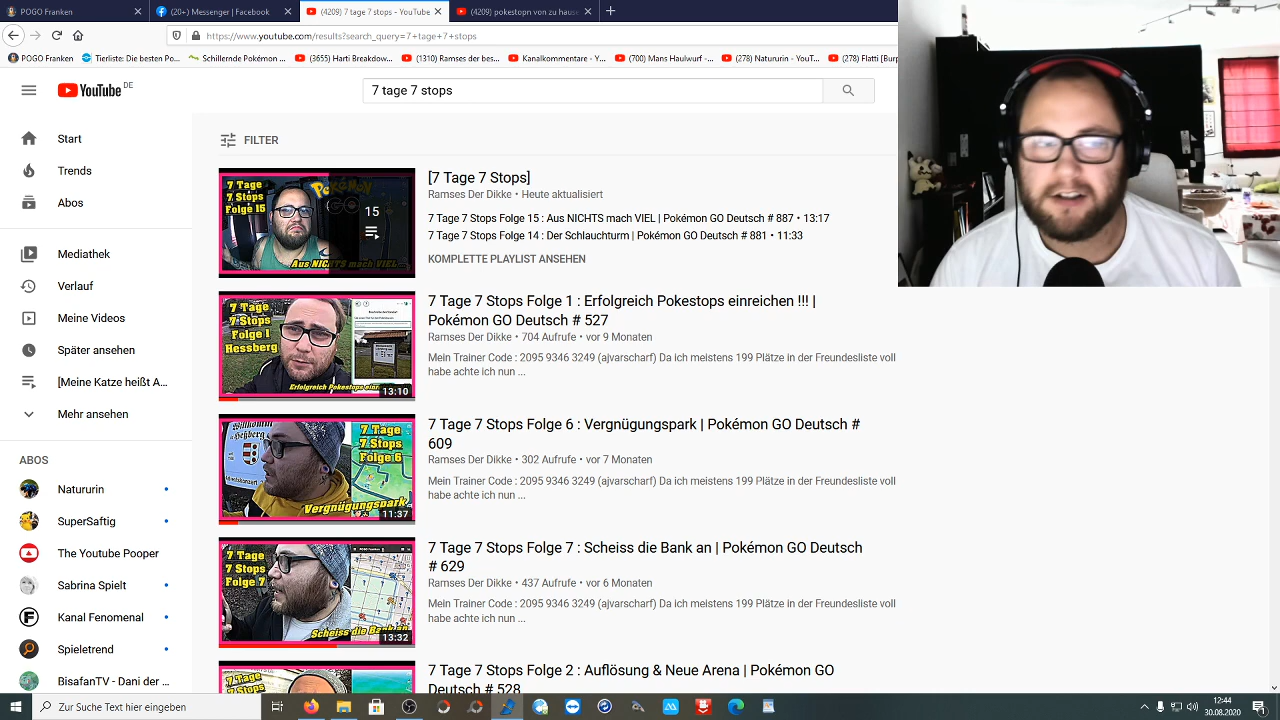 POGO Franken
(20+) Messenger | Facebook
(4209) 7 tage 7 stops - YouTube
(4209) pokestopn von zu hause
https://www.youtube.com/results?search_query=7+tage+7+stops
POGO Franken
Tierliste: Die besten Po...
Schillernde Pokémon ...
(3655) Harti Breakdow...
(1310) Ramses der bes...
Kanalkommentare - Y...
(700) Mans Haulwurf - ...
(278) Natururin - YouT...
(278) Flatti [Burp
YouTube DE
7 tage 7 stops
Start
Trends
Abos
Mediathek
Verlauf
Meine Videos
Später ansehen
[Meine Katze heißt A...
Mehr ansehen
ABOS
Natururin
SuperSaftig
The Youtube Pooper
Sabrina Spielt
Kanal Fenomenal
Spieletrend
BisafanTV - Dani der ...
FILTER
7 Tage
7 Stops
Folge 15
Pokémon
GO
15
Aus NICHTS mach VIEL
[7 Tage 7 Stops]
Ramses Der Dikke • Heute aktualisiert
7 Tage 7 Stops Folge 15 : Aus NICHTS mach VIEL | Pokémon GO Deutsch # 887 • 13:17
7 Tage 7 Stops Folge 14 : Der Schlauchturm | Pokémon GO Deutsch # 881 • 11:33
KOMPLETTE PLAYLIST ANSEHEN
7 Tage
7 Stops
Folge 1
Hessberg
13:10
7 Tage 7 Stops Folge 1 : Erfolgreich Pokestops einreichen !!! |
Pokémon GO Deutsch # 527
Ramses Der Dikke • 704 Aufrufe • vor 9 Monaten
Mein Trainer Code : 2095 9346 3249 (ajvarscharf) Da ich meistens 199 Plätze in der Freundesliste voll
habe achte ich nun ...
7 Tage
7 Stops
Folge 6
Vergnügungspark
11:37
7 Tage 7 Stops Folge 6 : Vergnügungspark | Pokémon GO Deutsch #
609
Ramses Der Dikke • 302 Aufrufe • vor 7 Monaten
Mein Trainer Code : 2095 9346 3249 (ajvarscharf) Da ich meistens 199 Plätze in der Freundesliste voll
habe achte ich nun ...
7 Tage
7 Stops
Folge 7
Scheiss die Bank an
13:32
7 Tage 7 Stops Folge 7 : Scheiss die Bank an | Pokémon GO Deutsch
# 629
Ramses Der Dikke • 437 Aufrufe • vor 6 Monaten
Mein Trainer Code : 2095 9346 3249 (ajvarscharf) Da ich meistens 199 Plätze in der Freundesliste voll
habe achte ich nun ...
7 Tage
7 Tage 7 Stops Folge 2 : Auflösung & Neue Arena | Pokémon GO
Deutsch # 528
Zur Suche Text hier eingeben
12:44
30.08.2020